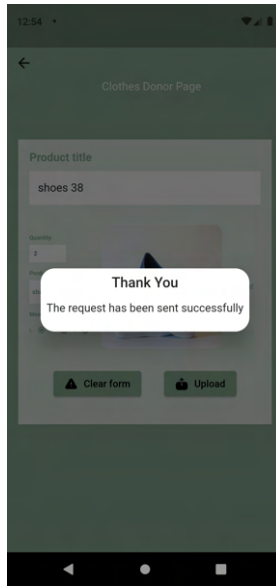 12:54
Clothes Donor Page
Product title
shoes 38
Quantity
2
Thank You
The request has been sent successfully
Clear form
Upload